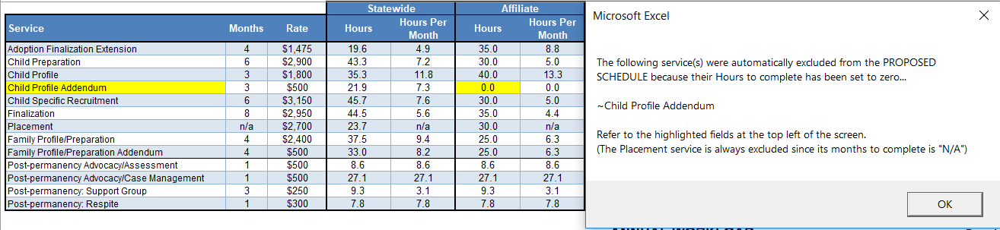 Statewide Affiliate
Service Months Rate Hours Hours Per Month Hours Hours Per Month
Adoption Finalization Extension 4 $1,475 19.6 4.9 35.0 8.8
Child Preparation 6 $2,900 43.3 7.2 30.0 5.0
Child Profile 3 $1,800 35.3 11.8 40.0 13.3
Child Profile Addendum 3 $500 21.9 7.3 0.0 0.0
Child Specific Recruitment 6 $3,150 45.7 7.6 30.0 5.0
Finalization 8 $2,950 44.5 5.6 35.0 4.4
Placement n/a $2,700 23.7 n/a 30.0 n/a
Family Profile/Preparation 4 $2,400 37.5 9.4 25.0 6.3
Family Profile/Preparation Addendum 4 $500 33.0 8.2 25.0 6.3
Post-permanency Advocacy/Assessment 1 $500 8.6 8.6 8.6 8.6
Post-permanency Advocacy/Case Management 1 $500 27.1 27.1 27.1 27.1
Post-permanency: Support Group 3 $250 9.3 3.1 9.3 3.1
Post-permanency: Respite 1 $300 7.8 7.8 7.8 7.8
Microsoft Excel
The following service(s) were automatically excluded from the PROPOSED
SCHEDULE because their Hours to complete has been set to zero...
~Child Profile Addendum
Refer to the highlighted fields at the top left of the screen.
(The Placement service is always excluded since its months to complete is "N/A")
OK